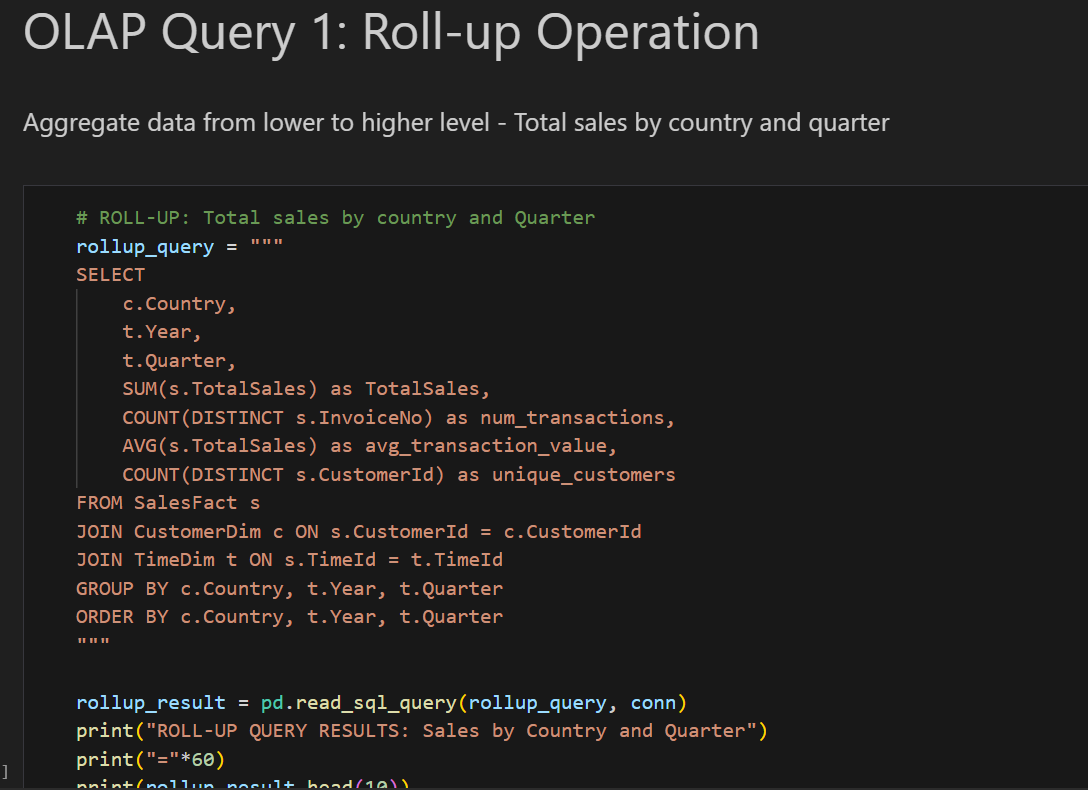 OLAP Query 1: Roll-up Operation
Aggregate data from lower to higher level - Total sales by country and quarter
# ROLL-UP: Total sales by country and Quarter
rollup_query = """
SELECT
    c.Country,
    t.Year,
    t.Quarter,
    SUM(s.TotalSales) as TotalSales,
    COUNT(DISTINCT s.InvoiceNo) as num_transactions,
    AVG(s.TotalSales) as avg_transaction_value,
    COUNT(DISTINCT s.CustomerId) as unique_customers
FROM SalesFact s
JOIN CustomerDim c ON s.CustomerId = c.CustomerId
JOIN TimeDim t ON s.TimeId = t.TimeId
GROUP BY c.Country, t.Year, t.Quarter
ORDER BY c.Country, t.Year, t.Quarter
"""
rollup_result = pd.read_sql_query(rollup_query, conn)
print("ROLL-UP QUERY RESULTS: Sales by Country and Quarter")
print("="*60)
]
print(rollup_result.head(10))